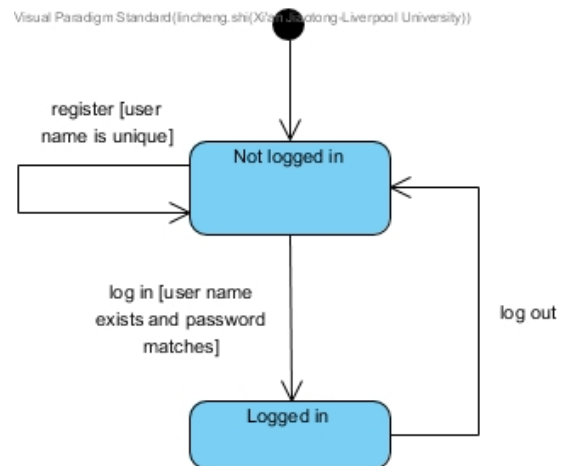 Visual Paradigm Standard(lincheng.shi(Xi'an Jiaotong-Liverpool University))
register [user
name is unique]
Not logged in
log in [user name
exists and password
matches]
log out
Logged in